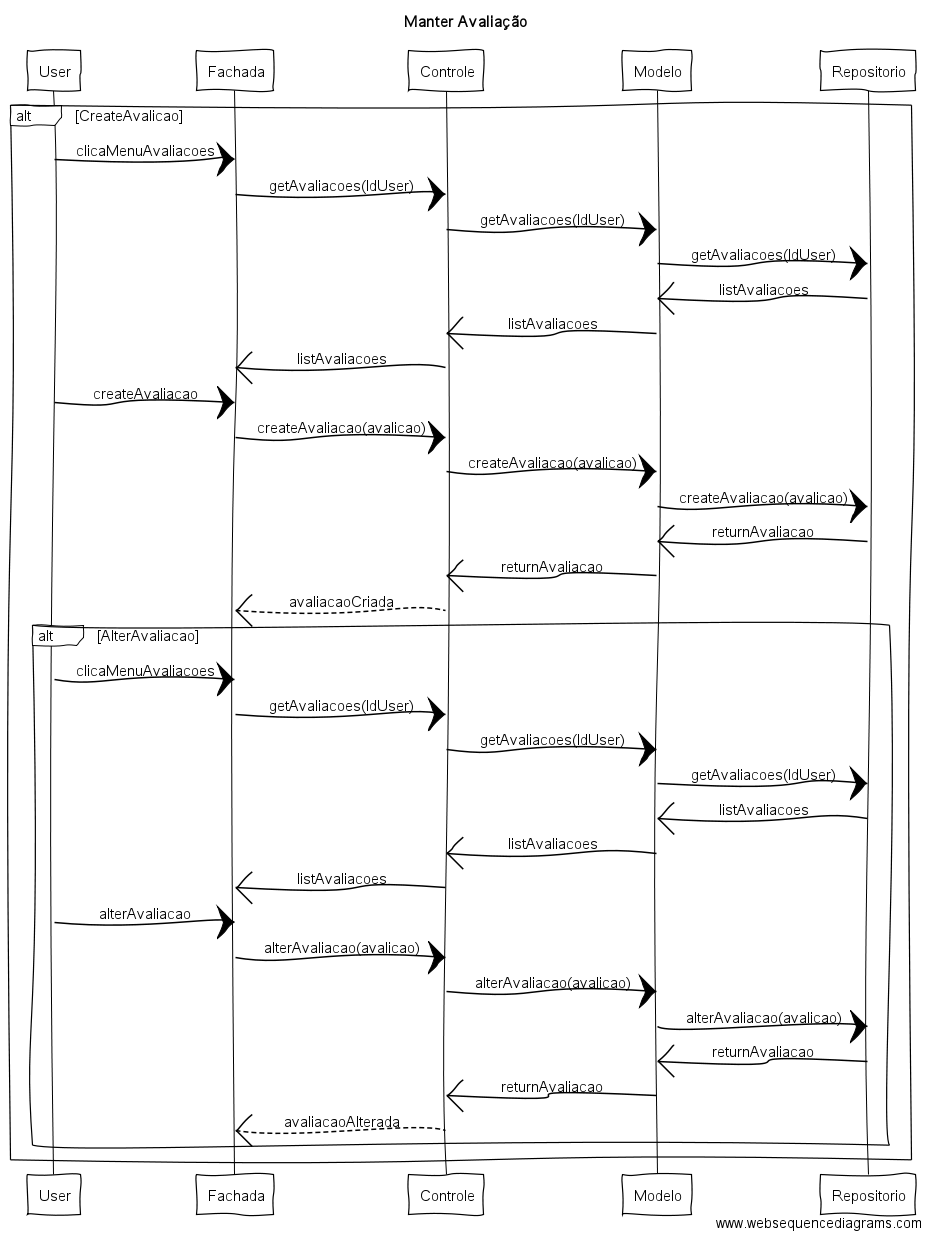 Manter Avaliação
User Fachada Controle Modelo Repositorio
alt [CreateAvalicao]
clicaMenuAvaliacoes
getAvaliacoes(IdUser)
getAvaliacoes(IdUser)
getAvaliacoes(IdUser)
listAvaliacoes
listAvaliacoes
listAvaliacoes
createAvaliacao
createAvaliacao(avalicao)
createAvaliacao(avalicao)
createAvaliacao(avalicao)
returnAvaliacao
returnAvaliacao
avaliacaoCriada
alt [AlterAvaliacao]
clicaMenuAvaliacoes
getAvaliacoes(IdUser)
getAvaliacoes(IdUser)
getAvaliacoes(IdUser)
listAvaliacoes
listAvaliacoes
listAvaliacoes
alterAvaliacao
alterAvaliacao(avalicao)
alterAvaliacao(avalicao)
alterAvaliacao(avalicao)
returnAvaliacao
returnAvaliacao
avaliacaoAlterada
User Fachada Controle Modelo Repositorio
www.websequencediagrams.com